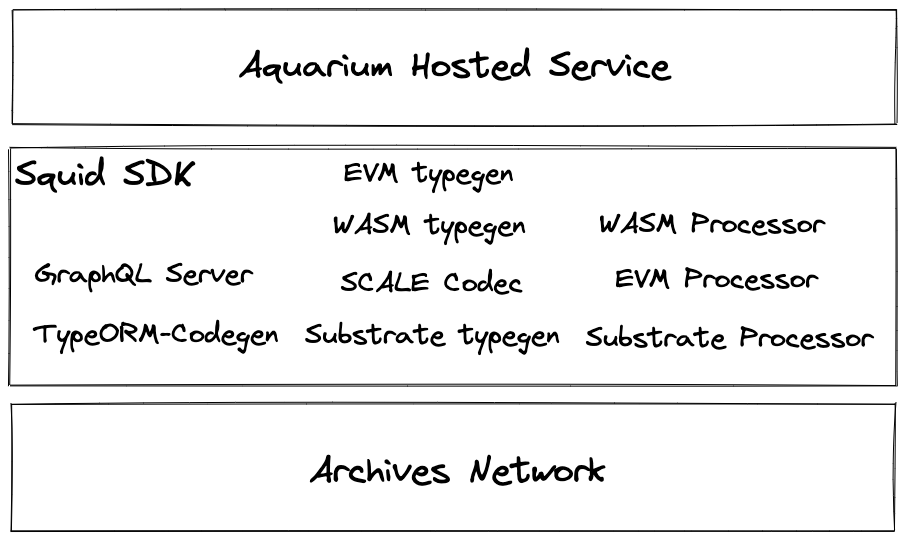 Aquarium Hosted Service
Squid SDK
EVM typegen
WASM typegen
WASM Processor
GraphQL Server
SCALE Codec
EVM Processor
TypeORM-Codegen
Substrate typegen
Substrate Processor
Archives Network